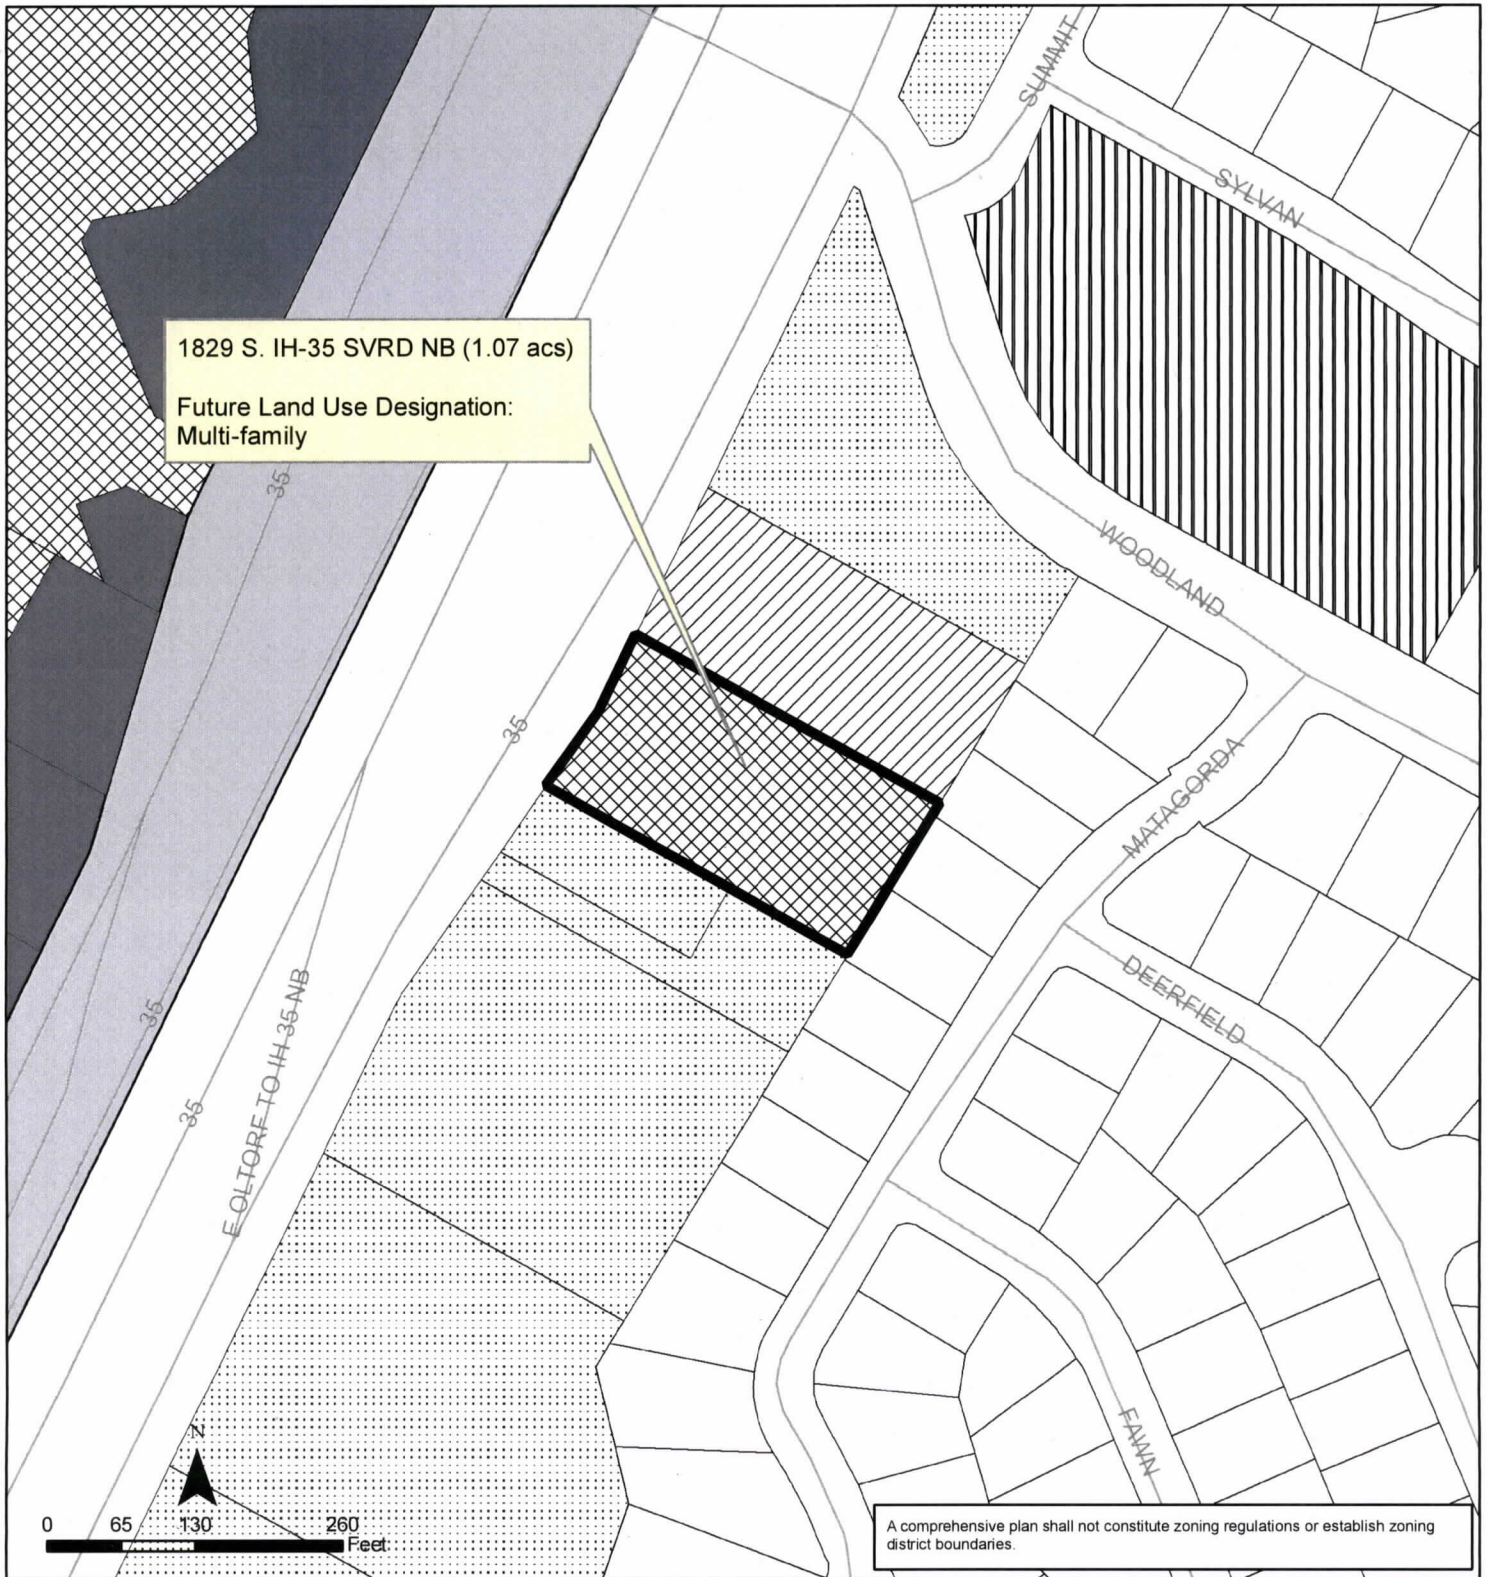 SUMMIT
SYLVAN
1829 S. IH-35 SVRD NB (1.07 acs)
Future Land Use Designation:
Multi-family
35
WOODLAND
35
MATAGORDA
DEERFIELD
35
E OLTORF TO IH 35 NB
35
FAWN
N
0 65 130 260
Feet
A comprehensive plan shall not constitute zoning regulations or establish zoning
district boundaries.